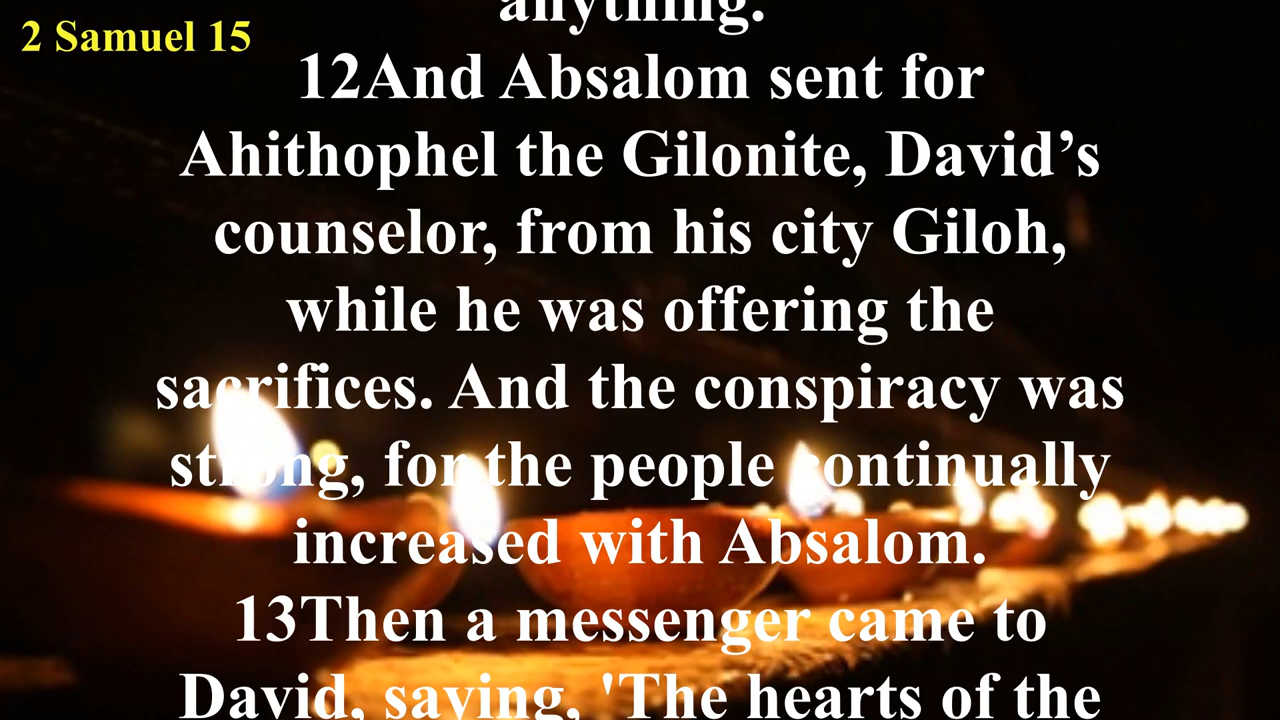 2 Samuel 15
anything.
12And Absalom sent for
Ahithophel the Gilonite, David’s
counselor, from his city Giloh,
while he was offering the
sacrifices. And the conspiracy was
strong, for the people continually
increased with Absalom.
13Then a messenger came to
David, saying, 'The hearts of the